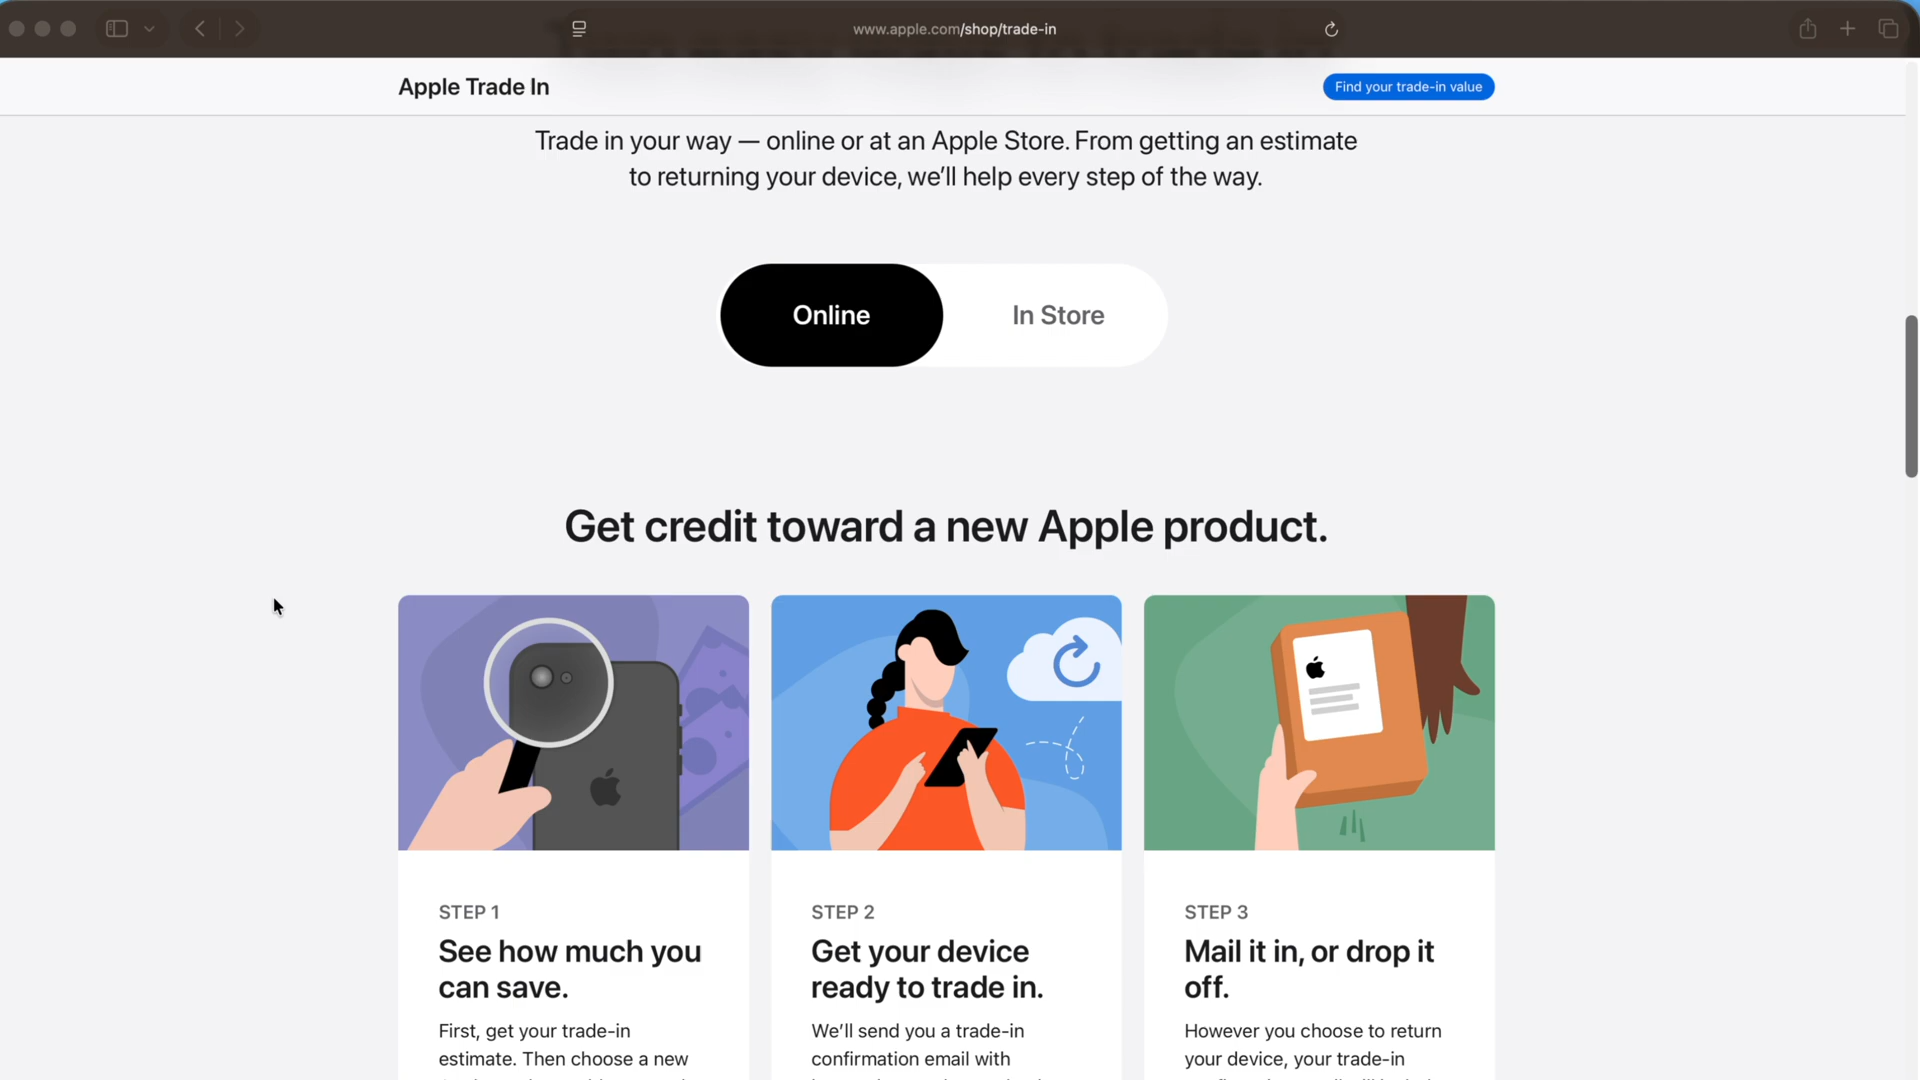 www.apple.com/shop/trade-in
Apple Trade In
Find your trade-in value
Trade in your way — online or at an Apple Store. From getting an estimate
to returning your device, we’ll help every step of the way.
Online
In Store
Get credit toward a new Apple product.
STEP 1
See how much you
can save.
First, get your trade-in
estimate. Then choose a new
STEP 2
Get your device
ready to trade in.
We’ll send you a trade-in
confirmation email with
STEP 3
Mail it in, or drop it
off.
However you choose to return
your device, your trade-in